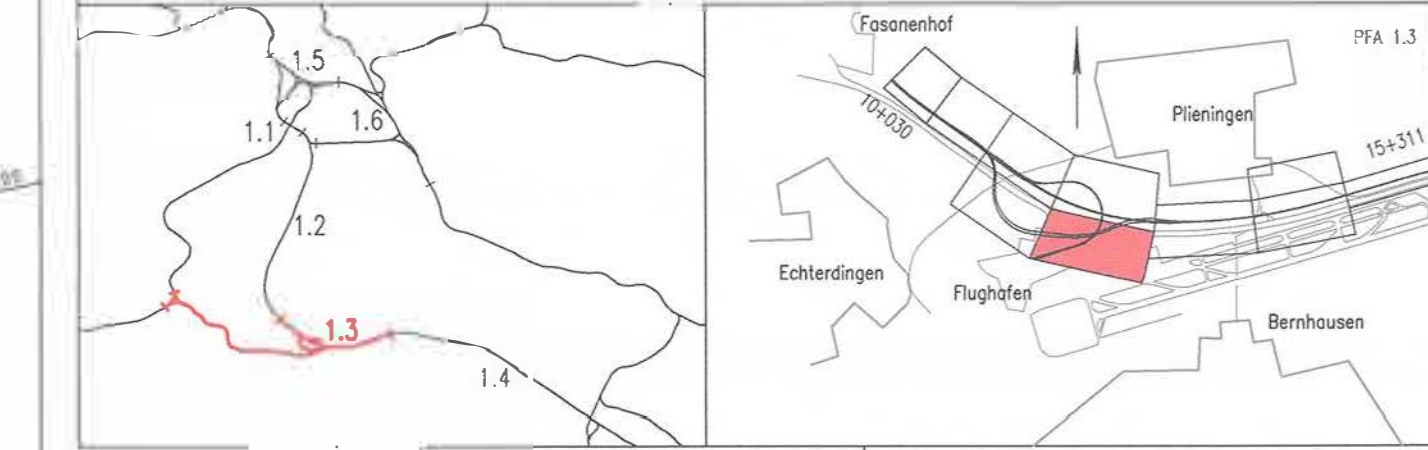 1.5
1.1
1.6
1.2
1.3
1.4
Fasanenhof
PFA 1.3
10+030
Plieningen
15+311
Echterdingen
Flughafen
Bernhausen